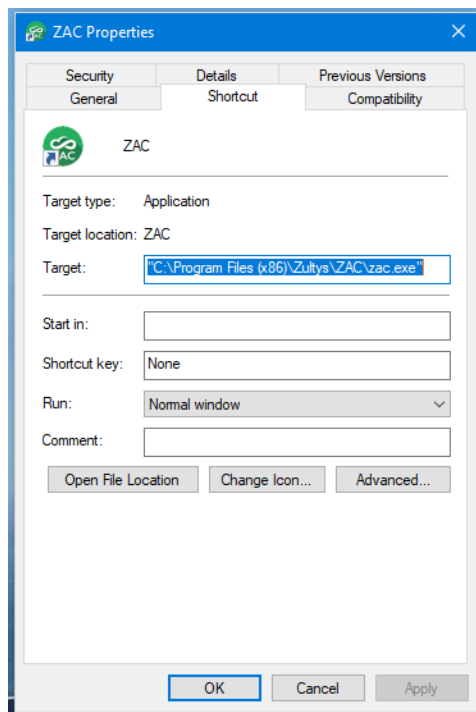 ZAC Properties
Security Details Previous Versions
General Shortcut Compatibility
AC ZAC
Target type: Application
Target location: ZAC
Target: "C:\Program Files (x86)\Zultys\ZAC\zac.exe"
Start in:
Shortcut key: None
Run: Normal window
Comment:
Open File Location Change Icon... Advanced...
OK Cancel Apply